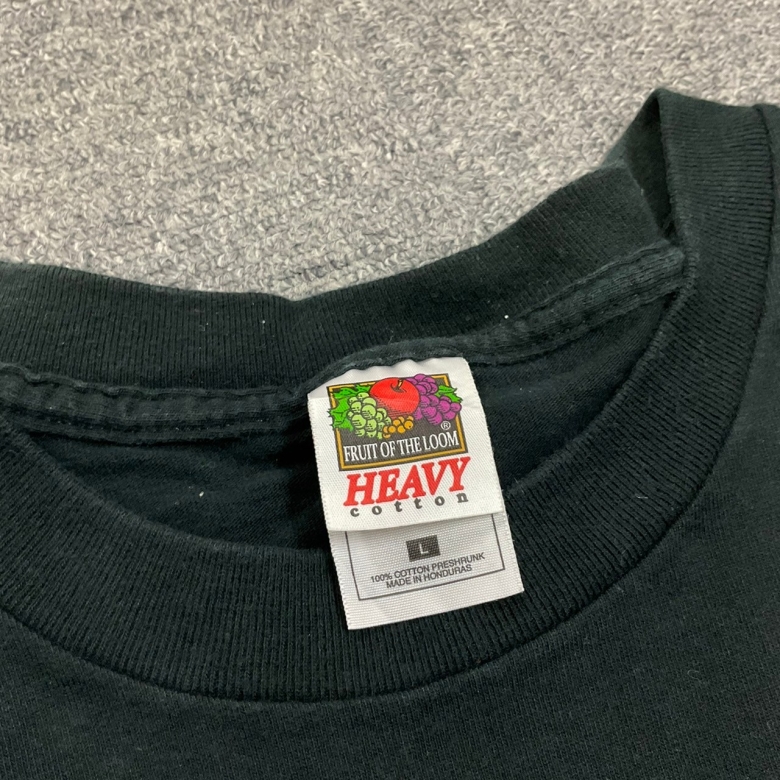 ®
FRUIT OF THE LOOM
HEAVY
cotton
L
100% COTTON PRESHRUNK
MADE IN HONDURAS